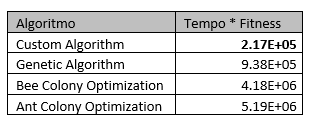 Algoritmo Tempo * Fitness
Custom Algorithm 2.17E+05
Genetic Algorithm 9.38E+05
Bee Colony Optimization 4.18E+06
Ant Colony Optimization 5.19E+06